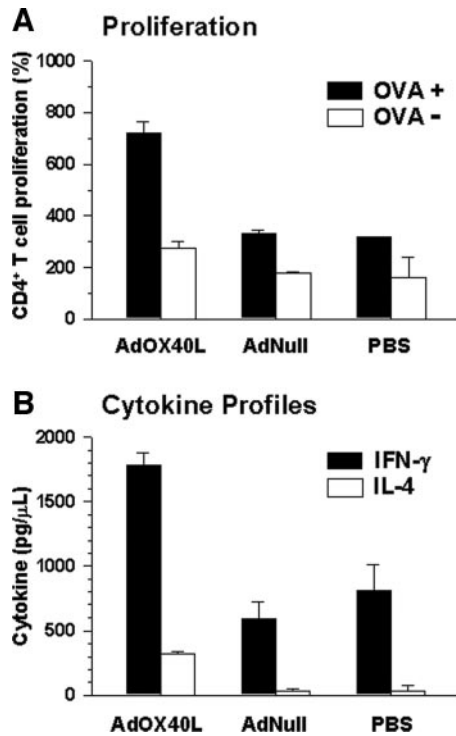 A Proliferation
CD4⁺ T cell proliferation (%)
1000
800
600
400
200
0
OVA +
OVA -
AdOX40L AdNull PBS
B Cytokine Profiles
Cytokine (pg/μL)
2000
1500
1000
500
0
IFN-γ
IL-4
AdOX40L AdNull PBS